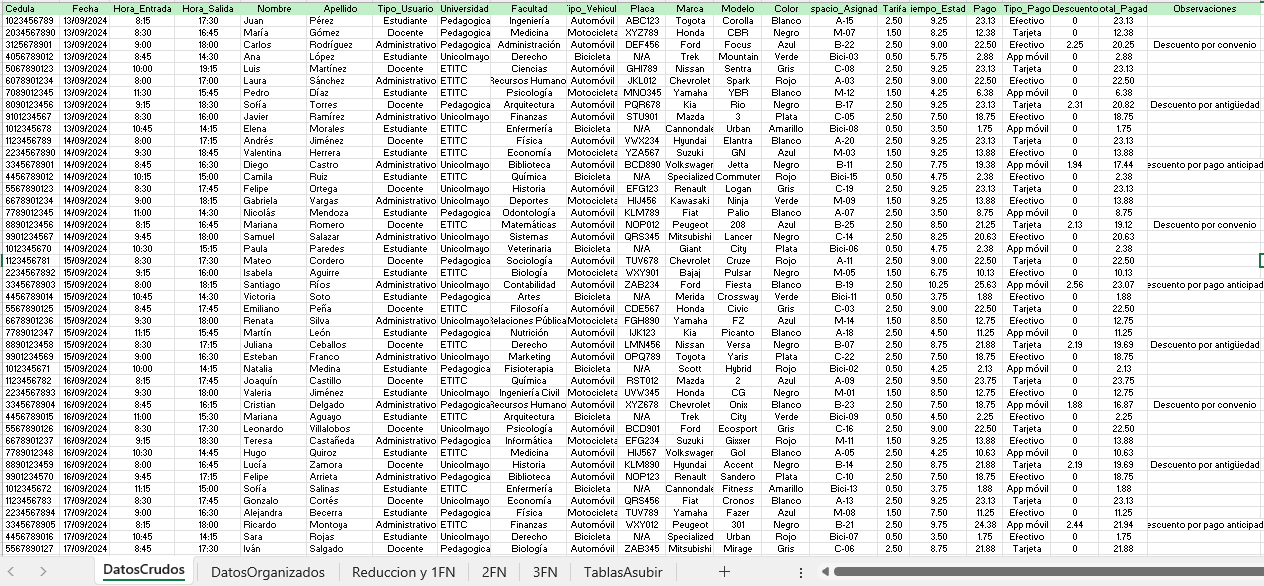 Cedula Fecha Hora_Entrada Hora_Salida Nombre Apellido Tipo_Usuario Universidad Facultad Tipo_Vehicul Placa Marca Modelo Color spacio_Asignad Tarifa iempo_Estad Pago Tipo_Pago Descuento otal_Pagad Observaciones
1023456789 13/09/2024 8:15 17:30 Juan Pérez Estudiante Pedagogica Ingeniería Automóvil ABC123 Toyota Corolla Blanco A-15 2.50 9.25 23.13 Efectivo 0 23.13
2034567890 13/09/2024 8:30 16:45 María Gómez Docente Pedagogica Medicina Motocicleta XYZ789 Honda CBR Negro M-07 1.50 8.25 12.38 Tarjeta 0 12.38
3125678901 13/09/2024 9:00 18:00 Carlos Rodríguez Administrativo Pedagogica Administración Automóvil DEF456 Ford Focus Azul B-22 2.50 9.00 22.50 Efectivo 2.25 20.25 Descuento por convenio
4056789012 13/09/2024 8:45 14:30 Ana López Estudiante Unicolmayo Derecho Bicicleta N/A Trek Mountain Verde Bici-03 0.50 5.75 2.88 App móvil 0 2.88
5067890123 13/09/2024 10:00 19:15 Luis Martínez Docente ETITC Ciencias Automóvil GHI789 Nissan Sentra Gris C-08 2.50 9.25 23.13 Tarjeta 0 23.13
6078901234 13/09/2024 8:00 17:00 Laura Sánchez Administrativo ETITC Recursos Humano Automóvil JKL012 Chevrolet Spark Rojo A-03 2.50 9.00 22.50 Efectivo 0 22.50
7089012345 13/09/2024 11:30 15:45 Pedro Díaz Estudiante ETITC Psicología Motocicleta MNO345 Yamaha YBR Blanco M-12 1.50 4.25 6.38 App móvil 0 6.38
8090123456 13/09/2024 9:15 18:30 Sofía Torres Docente Pedagogica Arquitectura Automóvil PQR678 Kia Rio Negro B-17 2.50 9.25 23.13 Tarjeta 2.31 20.82 Descuento por antigüedad
9101234567 13/09/2024 8:30 16:00 Javier Ramírez Administrativo Unicolmayo Finanzas Automóvil STU901 Mazda 3 Plata C-05 2.50 7.50 18.75 Efectivo 0 18.75
1012345678 13/09/2024 10:45 14:15 Elena Morales Estudiante ETITC Enfermería Bicicleta N/A Cannondale Urban Amarillo Bici-08 0.50 3.50 1.75 App móvil 0 1.75
1123456789 14/09/2024 8:00 17:15 Andrés Jiménez Estudiante ETITC Física Automóvil VWX234 Hyundai Elantra Blanco A-20 2.50 9.25 23.13 Tarjeta 0 23.13
2234567890 14/09/2024 9:30 18:45 Valentina Herrera Estudiante ETITC Economía Motocicleta YZA567 Suzuki GN Azul M-03 1.50 9.25 13.88 Efectivo 0 13.88
3345678901 14/09/2024 8:45 16:30 Diego Castro Administrativo Unicolmayo Biblioteca Automóvil BCD890 Volkswagen Jetta Negro B-11 2.50 7.75 19.38 App móvil 1.94 17.44 escuento por pago anticipad
4456789012 14/09/2024 10:15 15:00 Camila Ruiz Estudiante ETITC Química Bicicleta N/A Specialized Commuter Rojo Bici-15 0.50 4.75 2.38 Efectivo 0 2.38
5567890123 14/09/2024 8:30 17:45 Felipe Ortega Docente Unicolmayo Historia Automóvil EFG123 Renault Logan Gris C-19 2.50 9.25 23.13 Tarjeta 0 23.13
6678901234 14/09/2024 9:00 18:15 Gabriela Vargas Administrativo Unicolmayo Deportes Motocicleta HIJ456 Kawasaki Ninja Verde M-09 1.50 9.25 13.88 Efectivo 0 13.88
7789012345 14/09/2024 11:00 14:30 Nicolás Mendoza Estudiante Pedagogica Odontología Automóvil KLM789 Fiat Palio Blanco A-07 2.50 3.50 8.75 App móvil 0 8.75
8890123456 14/09/2024 8:15 16:45 Mariana Romero Docente ETITC Matemáticas Automóvil NOP012 Peugeot 208 Azul B-25 2.50 8.50 21.25 Tarjeta 2.13 19.12 Descuento por convenio
9901234567 14/09/2024 9:45 18:00 Samuel Salazar Administrativo Unicolmayo Sistemas Automóvil QRS345 Mitsubishi Lancer Negro C-14 2.50 8.25 20.63 Efectivo 0 20.63
1012345670 14/09/2024 10:30 15:15 Paula Paredes Estudiante Unicolmayo Veterinaria Bicicleta N/A Giant City Plata Bici-06 0.50 4.75 2.38 App móvil 0 2.38
1123456781 15/09/2024 8:30 17:30 Mateo Cordero Docente Pedagogica Sociología Automóvil TUV678 Chevrolet Cruze Rojo A-11 2.50 9.00 22.50 Tarjeta 0 22.50
2234567892 15/09/2024 9:15 16:00 Isabela Aguirre Estudiante ETITC Biología Motocicleta WXY901 Bajaj Pulsar Negro M-05 1.50 6.75 10.13 Efectivo 0 10.13
3345678903 15/09/2024 8:00 18:15 Santiago Ríos Administrativo Unicolmayo Contabilidad Automóvil ZAB234 Ford Fiesta Blanco B-19 2.50 10.25 25.63 App móvil 2.56 23.07 escuento por pago anticipad
4456789014 15/09/2024 10:45 14:30 Victoria Soto Estudiante Pedagogica Artes Bicicleta N/A Merida Crossway Verde Bici-11 0.50 3.75 1.88 Efectivo 0 1.88
5567890125 15/09/2024 8:45 17:45 Emiliano Peña Docente ETITC Filosofía Automóvil CDE567 Honda Civic Gris C-03 2.50 9.00 22.50 Tarjeta 0 22.50
6678901236 15/09/2024 9:30 18:00 Renata Silva Administrativo Unicolmayo Relaciones Pública Motocicleta FGH890 Yamaha FZ Azul M-14 1.50 8.50 12.75 Efectivo 0 12.75
7789012347 15/09/2024 11:15 15:45 Martín León Estudiante Pedagogica Nutrición Automóvil IJK123 Kia Picanto Blanco A-18 2.50 4.50 11.25 App móvil 0 11.25
8890123458 15/09/2024 8:30 17:15 Juliana Ceballos Docente ETITC Derecho Automóvil LMN456 Nissan Versa Negro B-07 2.50 8.75 21.88 Tarjeta 2.19 19.69 Descuento por antigüedad
9901234569 15/09/2024 9:00 16:30 Esteban Franco Administrativo ETITC Marketing Automóvil OPQ789 Toyota Yaris Plata C-22 2.50 7.50 18.75 Efectivo 0 18.75
1012345671 15/09/2024 10:00 14:15 Natalia Medina Estudiante Pedagogica Fisioterapia Bicicleta N/A Scott Hybrid Rojo Bici-02 0.50 4.25 2.13 App móvil 0 2.13
1123456782 16/09/2024 8:15 17:45 Joaquín Castillo Docente ETITC Química Automóvil RST012 Mazda 2 Azul A-09 2.50 9.50 23.75 Tarjeta 0 23.75
2234567893 16/09/2024 9:30 18:00 Valeria Jiménez Estudiante Unicolmayo Ingeniería Civil Motocicleta UVW345 Honda CG Negro M-01 1.50 8.50 12.75 Efectivo 0 12.75
3345678904 16/09/2024 8:45 16:15 Cristian Delgado Administrativo Pedagogica Recursos Humano Automóvil XYZ678 Chevrolet Onix Blanco B-23 2.50 7.50 18.75 App móvil 1.88 16.87 Descuento por convenio
4456789015 16/09/2024 11:00 15:30 Mariana Aguayo Estudiante ETITC Arquitectura Bicicleta N/A Trek City Verde Bici-09 0.50 4.50 2.25 Efectivo 0 2.25
5567890126 16/09/2024 8:30 17:30 Leonardo Villalobos Docente ETITC Psicología Automóvil BCD901 Ford Ecosport Gris C-16 2.50 9.00 22.50 Tarjeta 0 22.50
6678901237 16/09/2024 9:15 18:30 Teresa Castañeda Administrativo Pedagogica Informática Motocicleta EFG234 Suzuki Gixxer Rojo M-11 1.50 9.25 13.88 Efectivo 0 13.88
7789012348 16/09/2024 10:30 14:45 Hugo Quiroz Estudiante ETITC Medicina Automóvil HIJ567 Volkswagen Gol Blanco A-05 2.50 4.25 10.63 App móvil 0 10.63
8890123459 16/09/2024 8:00 16:45 Lucía Zamora Docente Unicolmayo Historia Automóvil KLM890 Hyundai Accent Negro B-14 2.50 8.75 21.88 Tarjeta 2.19 19.69 Descuento por antigüedad
9901234570 16/09/2024 9:45 17:15 Felipe Arrieta Administrativo Pedagogica Biblioteca Automóvil NOP123 Renault Sandero Plata C-10 2.50 7.50 18.75 Efectivo 0 18.75
1012345672 16/09/2024 11:15 15:00 Sofía Salinas Estudiante ETITC Enfermería Bicicleta N/A Cannondale Fitness Amarillo Bici-13 0.50 3.75 1.88 App móvil 0 1.88
1123456783 17/09/2024 8:30 17:45 Gonzalo Cortés Docente Unicolmayo Economía Automóvil QRS456 Fiat Cronos Blanco A-13 2.50 9.25 23.13 Tarjeta 0 23.13
2234567894 17/09/2024 9:00 16:30 Alejandra Becerra Estudiante Pedagogica Física Motocicleta TUV789 Yamaha Fazer Azul M-08 1.50 7.50 11.25 Efectivo 0 11.25
3345678905 17/09/2024 8:15 18:00 Ricardo Montoya Administrativo ETITC Finanzas Automóvil WXY012 Peugeot 301 Negro B-21 2.50 9.75 24.38 App móvil 2.44 21.94 escuento por pago anticipad
4456789016 17/09/2024 10:45 14:15 Sara Rojas Estudiante Unicolmayo Derecho Bicicleta N/A Specialized Urban Rojo Bici-07 0.50 3.50 1.75 Efectivo 0 1.75
5567890127 17/09/2024 8:45 17:30 Iván Salgado Docente Pedagogica Biología Automóvil ZAB345 Mitsubishi Mirage Gris C-06 2.50 8.75 21.88 Tarjeta 0 21.88
DatosCrudos DatosOrganizados Reduccion y 1FN 2FN 3FN TablasAsubir